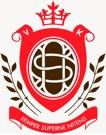 V K
SEMPER SUPERNE NITENS